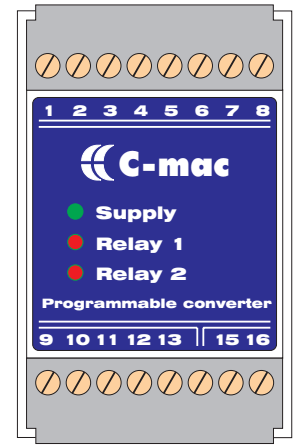 1 2 3 4 5 6 7 8
C-mac
Supply
Relay 1
Relay 2
Programmable converter
9 10 11 12 13 15 16